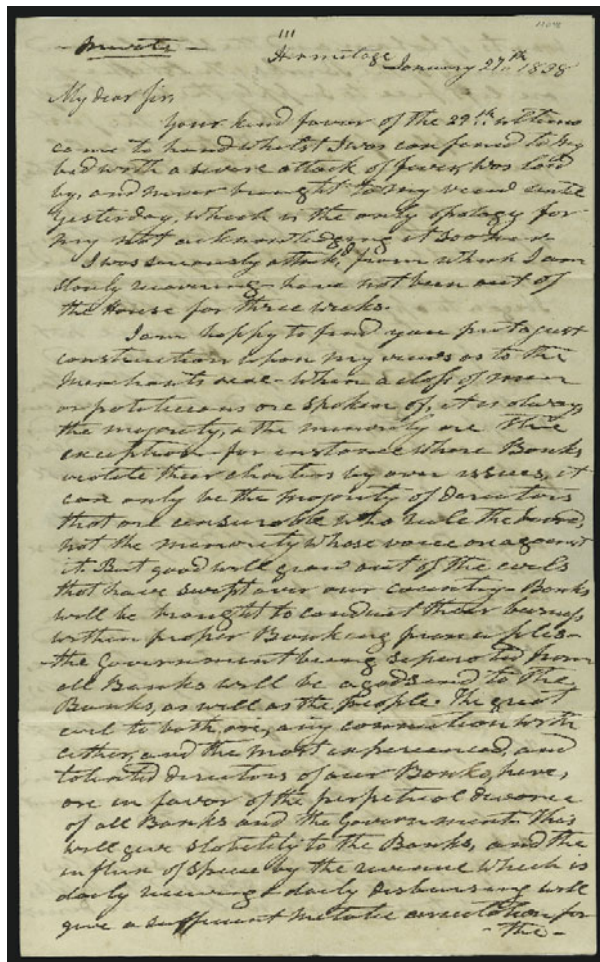 - Private -
111
Hermitage
January 27th 1838
My dear Sir,
Your kind favor of the 29th ultimo
came to hand whilst I was confined to my
bed with a severe attack of fever, was laid
by, and never brought to my view until
yesterday, which is the only apology for
my not acknowledging it sooner.
I was seriously attackd, from which I am
slowly recovering - have not been out of
the House for three weeks.
I am happy to find you put a just
construction upon my views as to the
Merchants - when a class of men
or politicians are spoken of, it is always
the majority, & the minority are the
exception - for instance where Banks
violate their charters by over issues, it
can only be the majority of directors
that are censurable who rule the board,
not the minority whose voice are against
it. But good will grow out of the evils
that have swept over our country - Banks
will be brought to conduct their business
within proper Banking principles -
the Government being seperated from
all Banks will be a godsend to the
Banks, as well as the people. The great
evil to both is, any connection with
either, and the most experienced, and
talented directors of our Banks, here,
are in favor of the perpetual divorce
of all Banks and the Government. This
will give stability to the Banks, and the
influx of specie by the revenue which is
daily receiving & daily disbursing will
give a sufficient metalic circulation for
- the -